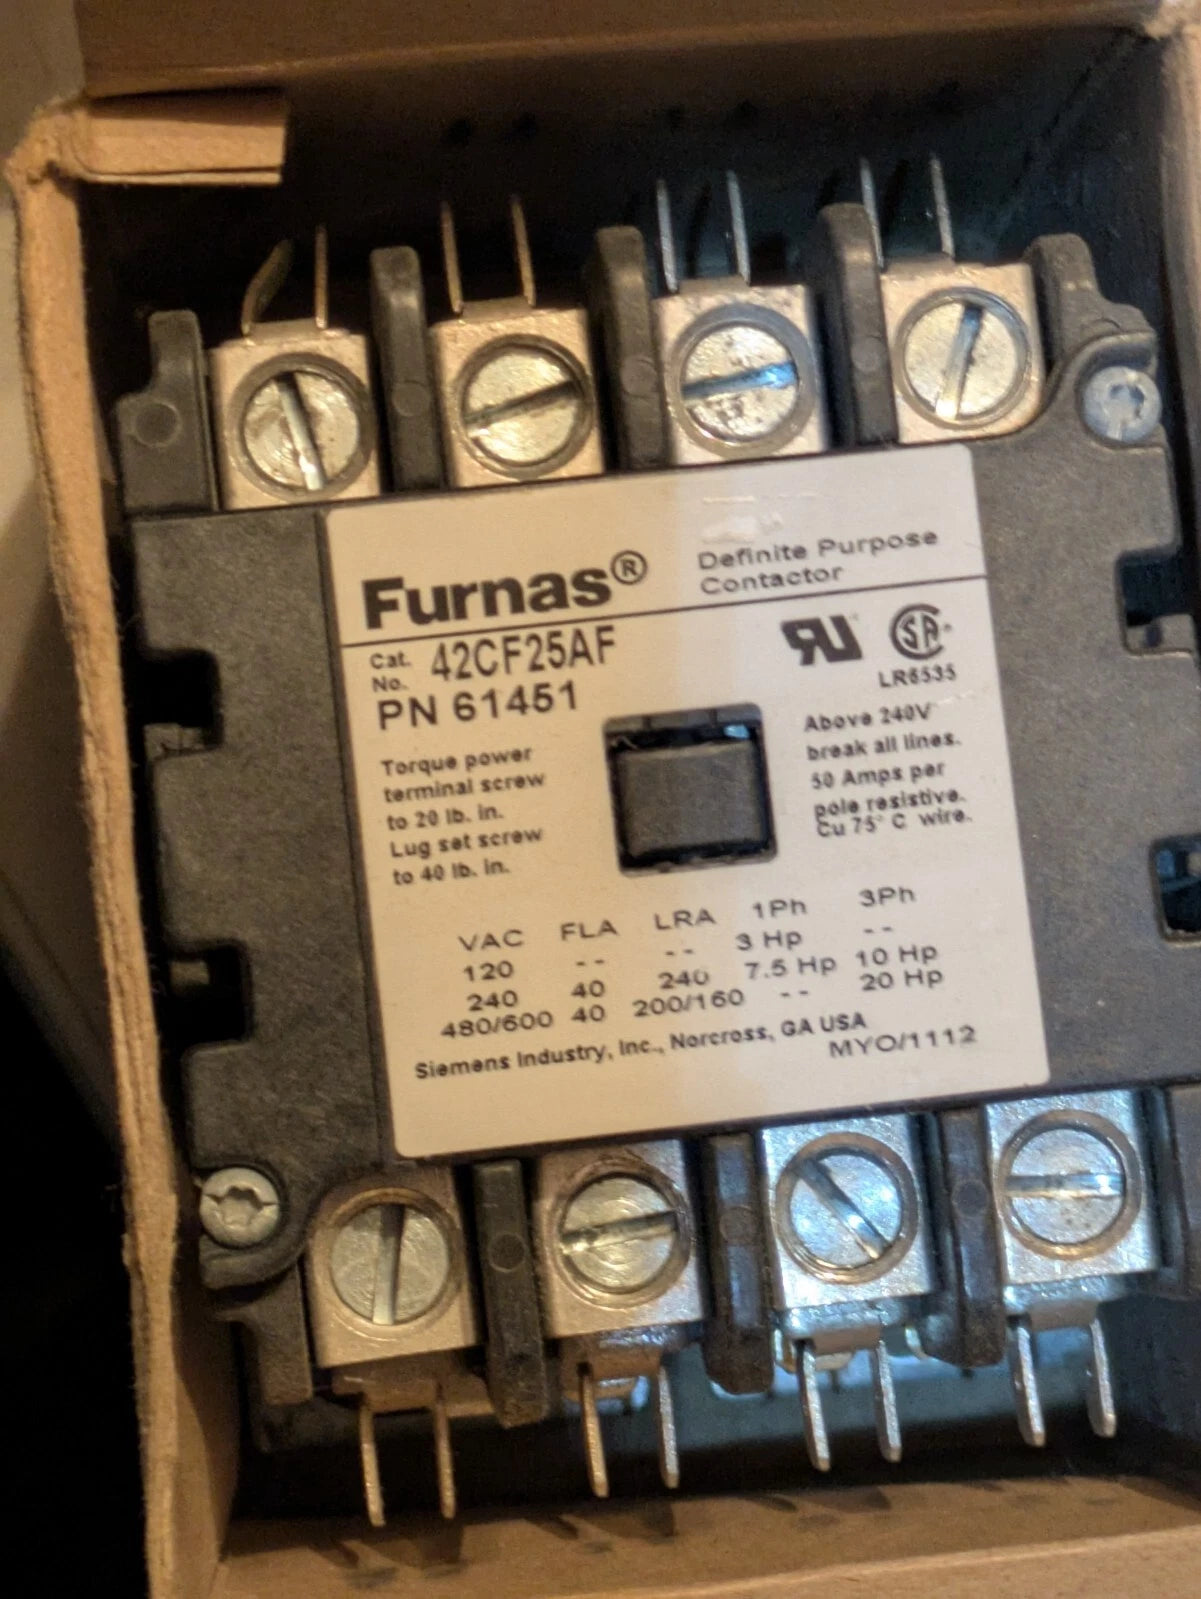 Furnas® Definite Purpose
Contactor
Cat. No. 42CF25AF
PN 61451
Torque power
terminal screw
to 20 lb. in.
Lug set screw
to 40 lb. in.
RU SA®
LR6535
Above 240V
break all lines.
50 Amps per
pole resistive.
Cu 75° C wire.
VAC FLA LRA 1Ph 3Ph
120 -- -- 3 Hp --
240 40 240 7.5 Hp 10 Hp
480/600 40 200/160 -- 20 Hp
Siemens Industry, Inc., Norcross, GA USA
MYO/1112